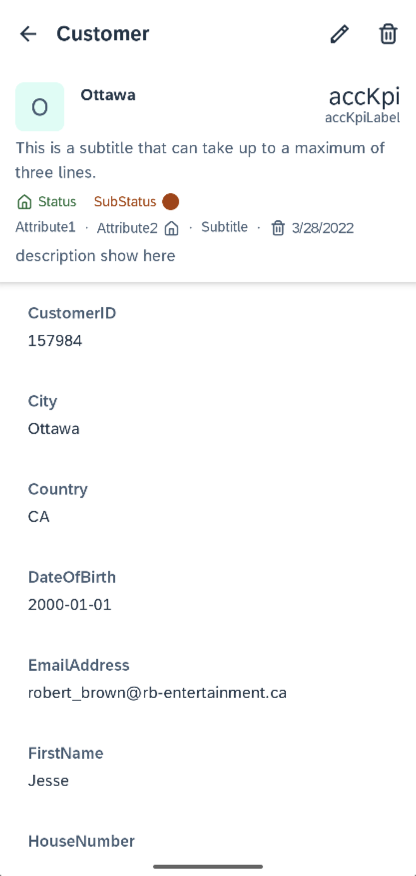 Customer
O
Ottawa
accKpi
accKpiLabel
This is a subtitle that can take up to a maximum of
three lines.
Status SubStatus
Attribute1 · Attribute2 · Subtitle · 3/28/2022
description show here
CustomerID
157984
City
Ottawa
Country
CA
DateOfBirth
2000-01-01
EmailAddress
robert_brown@rb-entertainment.ca
FirstName
Jesse
HouseNumber